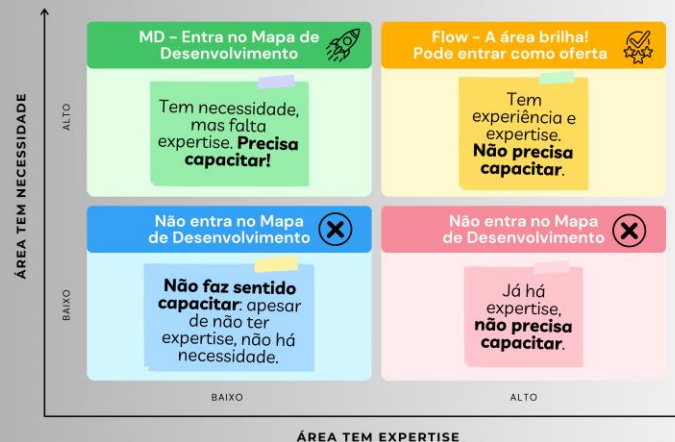 MD – Entra no Mapa de
Desenvolvimento
Flow – A área brilha!
Pode entrar como oferta
Tem necessidade,
mas falta
expertise. Precisa
capacitar!
Tem
experiência e
expertise.
Não precisa
capacitar.
ÁREA TEM NECESSIDADE
ALTO
Não entra no Mapa
de Desenvolvimento
Não entra no Mapa
de Desenvolvimento
Não faz sentido
capacitar: apesar
de não ter
expertise, não há
necessidade.
Já há
expertise,
não precisa
capacitar.
BAIXO
BAIXO
ALTO
ÁREA TEM EXPERTISE